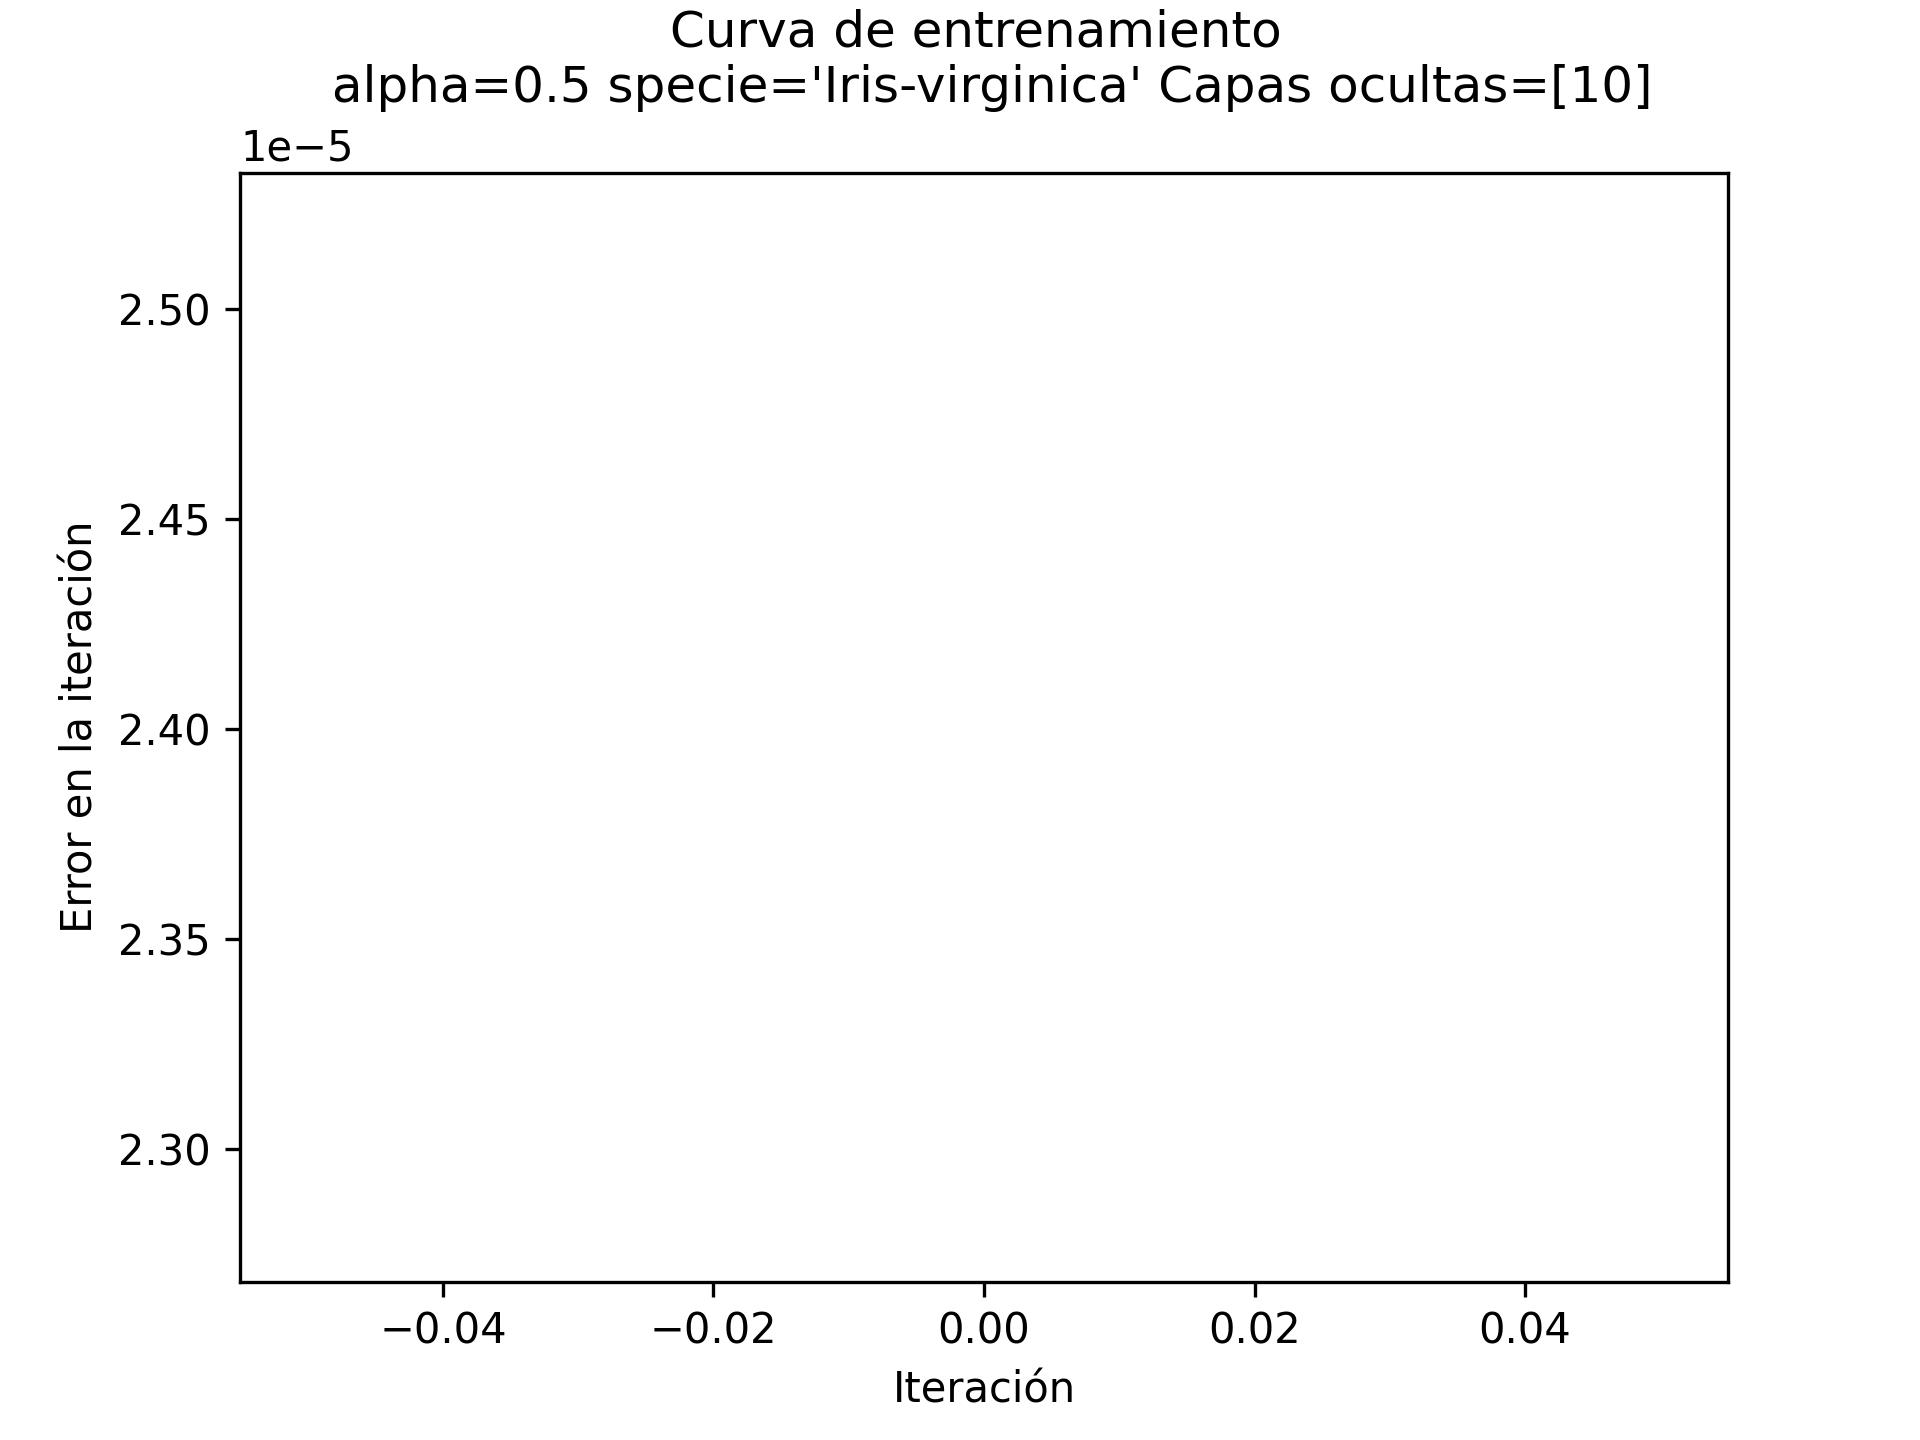 Curva de entrenamiento
alpha=0.5 specie='Iris-virginica' Capas ocultas=[10]
1e−5
2.50
2.45
2.40
2.35
2.30
Error en la iteración
−0.04 −0.02 0.00 0.02 0.04
Iteración